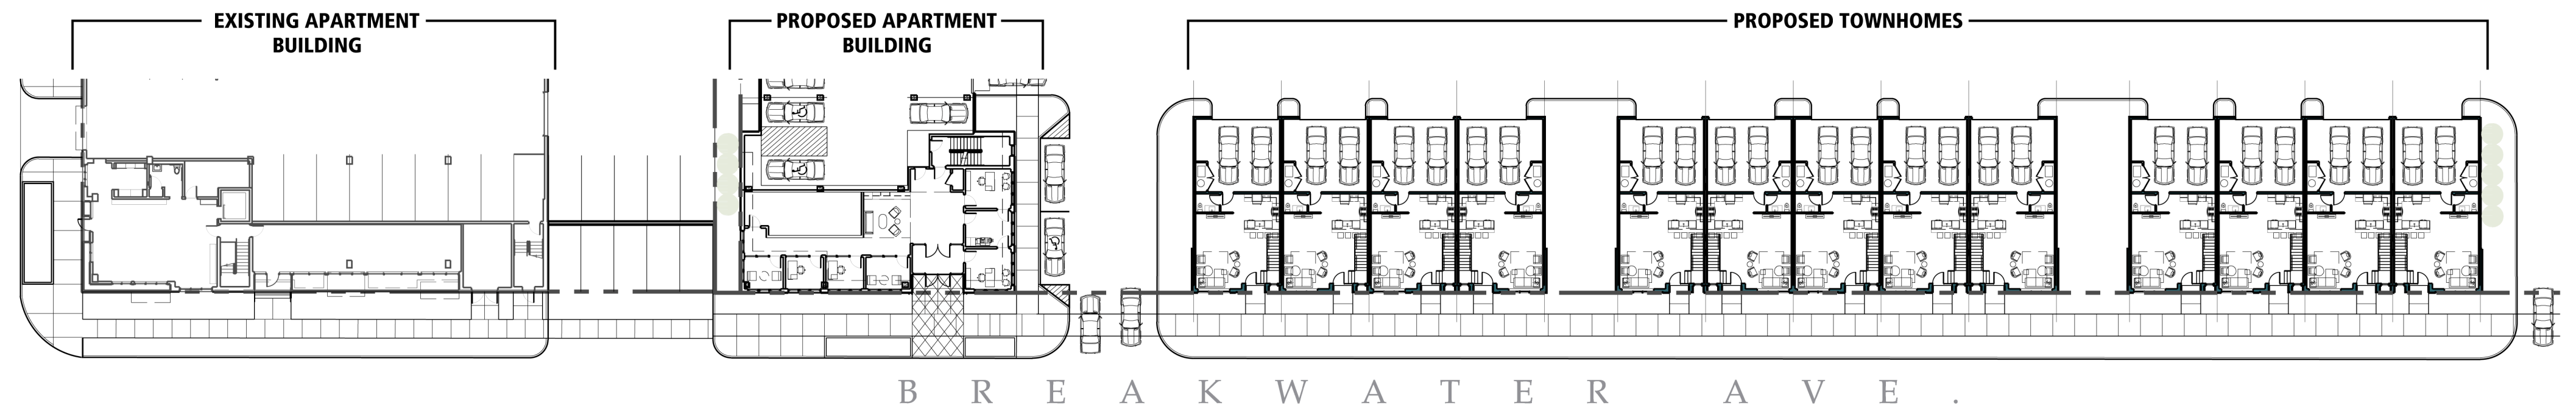 EXISTING APARTMENT
BUILDING
PROPOSED APARTMENT
BUILDING
PROPOSED TOWNHOMES
BREAKWATER AVE.